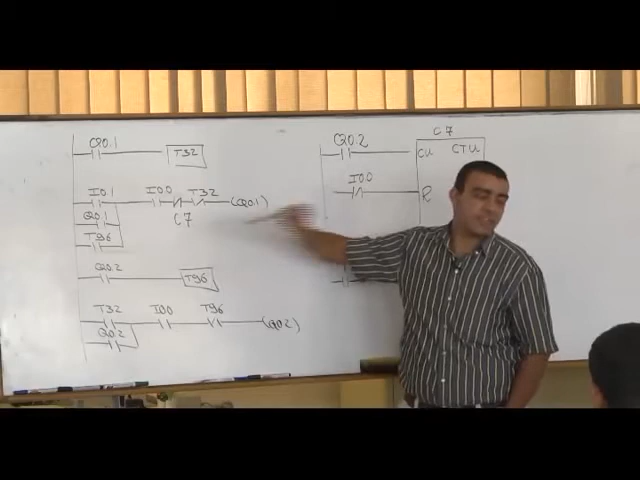 Q0.1
T32
I0.1 I0.0 T32 (Q0.1)
Q0.1 C7
T96
Q0.2
T96
T32 I0.0 T96 (Q0.2)
Q0.2
C7
Q0.2
CU CTU
I0.0
R